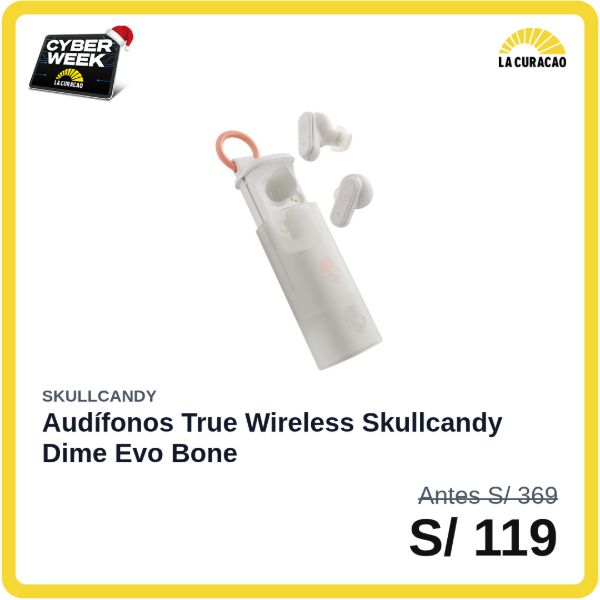 CYBER
WEEK
LA CURACAO
LA CURACAO
SKULLCANDY
Audífonos True Wireless Skullcandy
Dime Evo Bone
Antes S/ 369
S/ 119